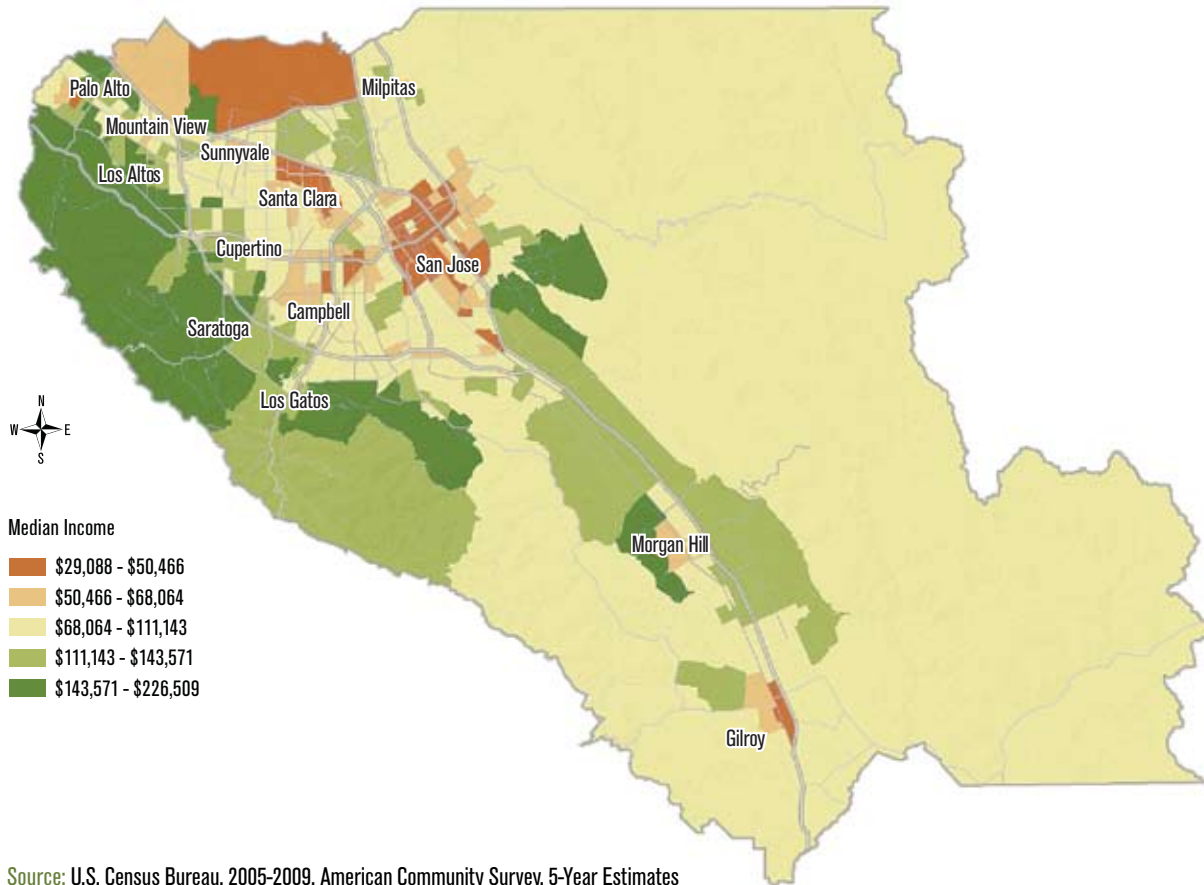 Palo Alto
Milpitas
Mountain View
Sunnyvale
Los Altos
Santa Clara
Cupertino
San Jose
Campbell
Saratoga
Los Gatos
N
W E
S
Median Income
$29,088 - $50,466
$50,466 - $68,064
$68,064 - $111,143
$111,143 - $143,571
$143,571 - $226,509
Morgan Hill
Gilroy
Source: U.S. Census Bureau, 2005-2009, American Community Survey, 5-Year Estimates